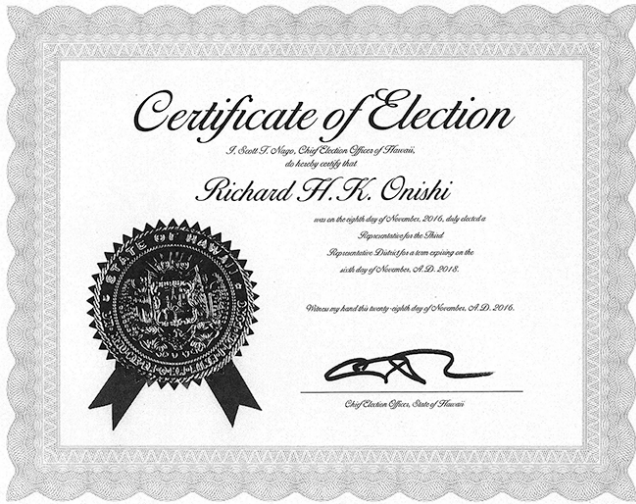 Certificate of Election
I, Scott T. Nago, Chief Election Officer of Hawaii,
do hereby certify that
Richard H.K. Onishi
was on the eighth day of November, 2016, duly elected a
Representative for the Third
Representative District for a term expiring on the
sixth day of November, A.D. 2018.
Witness my hand this twenty-eighth day of November, A.D. 2016.
STATE OF HAWAII
Chief Election Officer, State of Hawaii